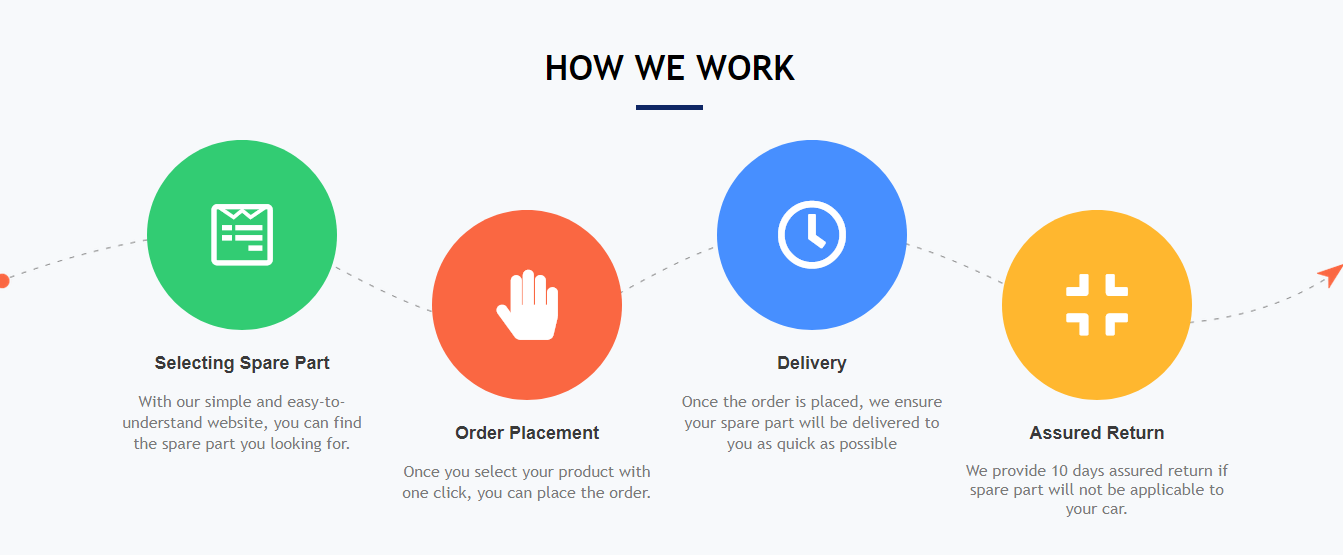 HOW WE WORK
Selecting Spare Part
With our simple and easy-to-
understand website, you can find
the spare part you looking for.
Order Placement
Once you select your product with
one click, you can place the order.
Delivery
Once the order is placed, we ensure
your spare part will be delivered to
you as quick as possible
Assured Return
We provide 10 days assured return if
spare part will not be applicable to
your car.